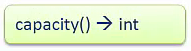 capacity() → int